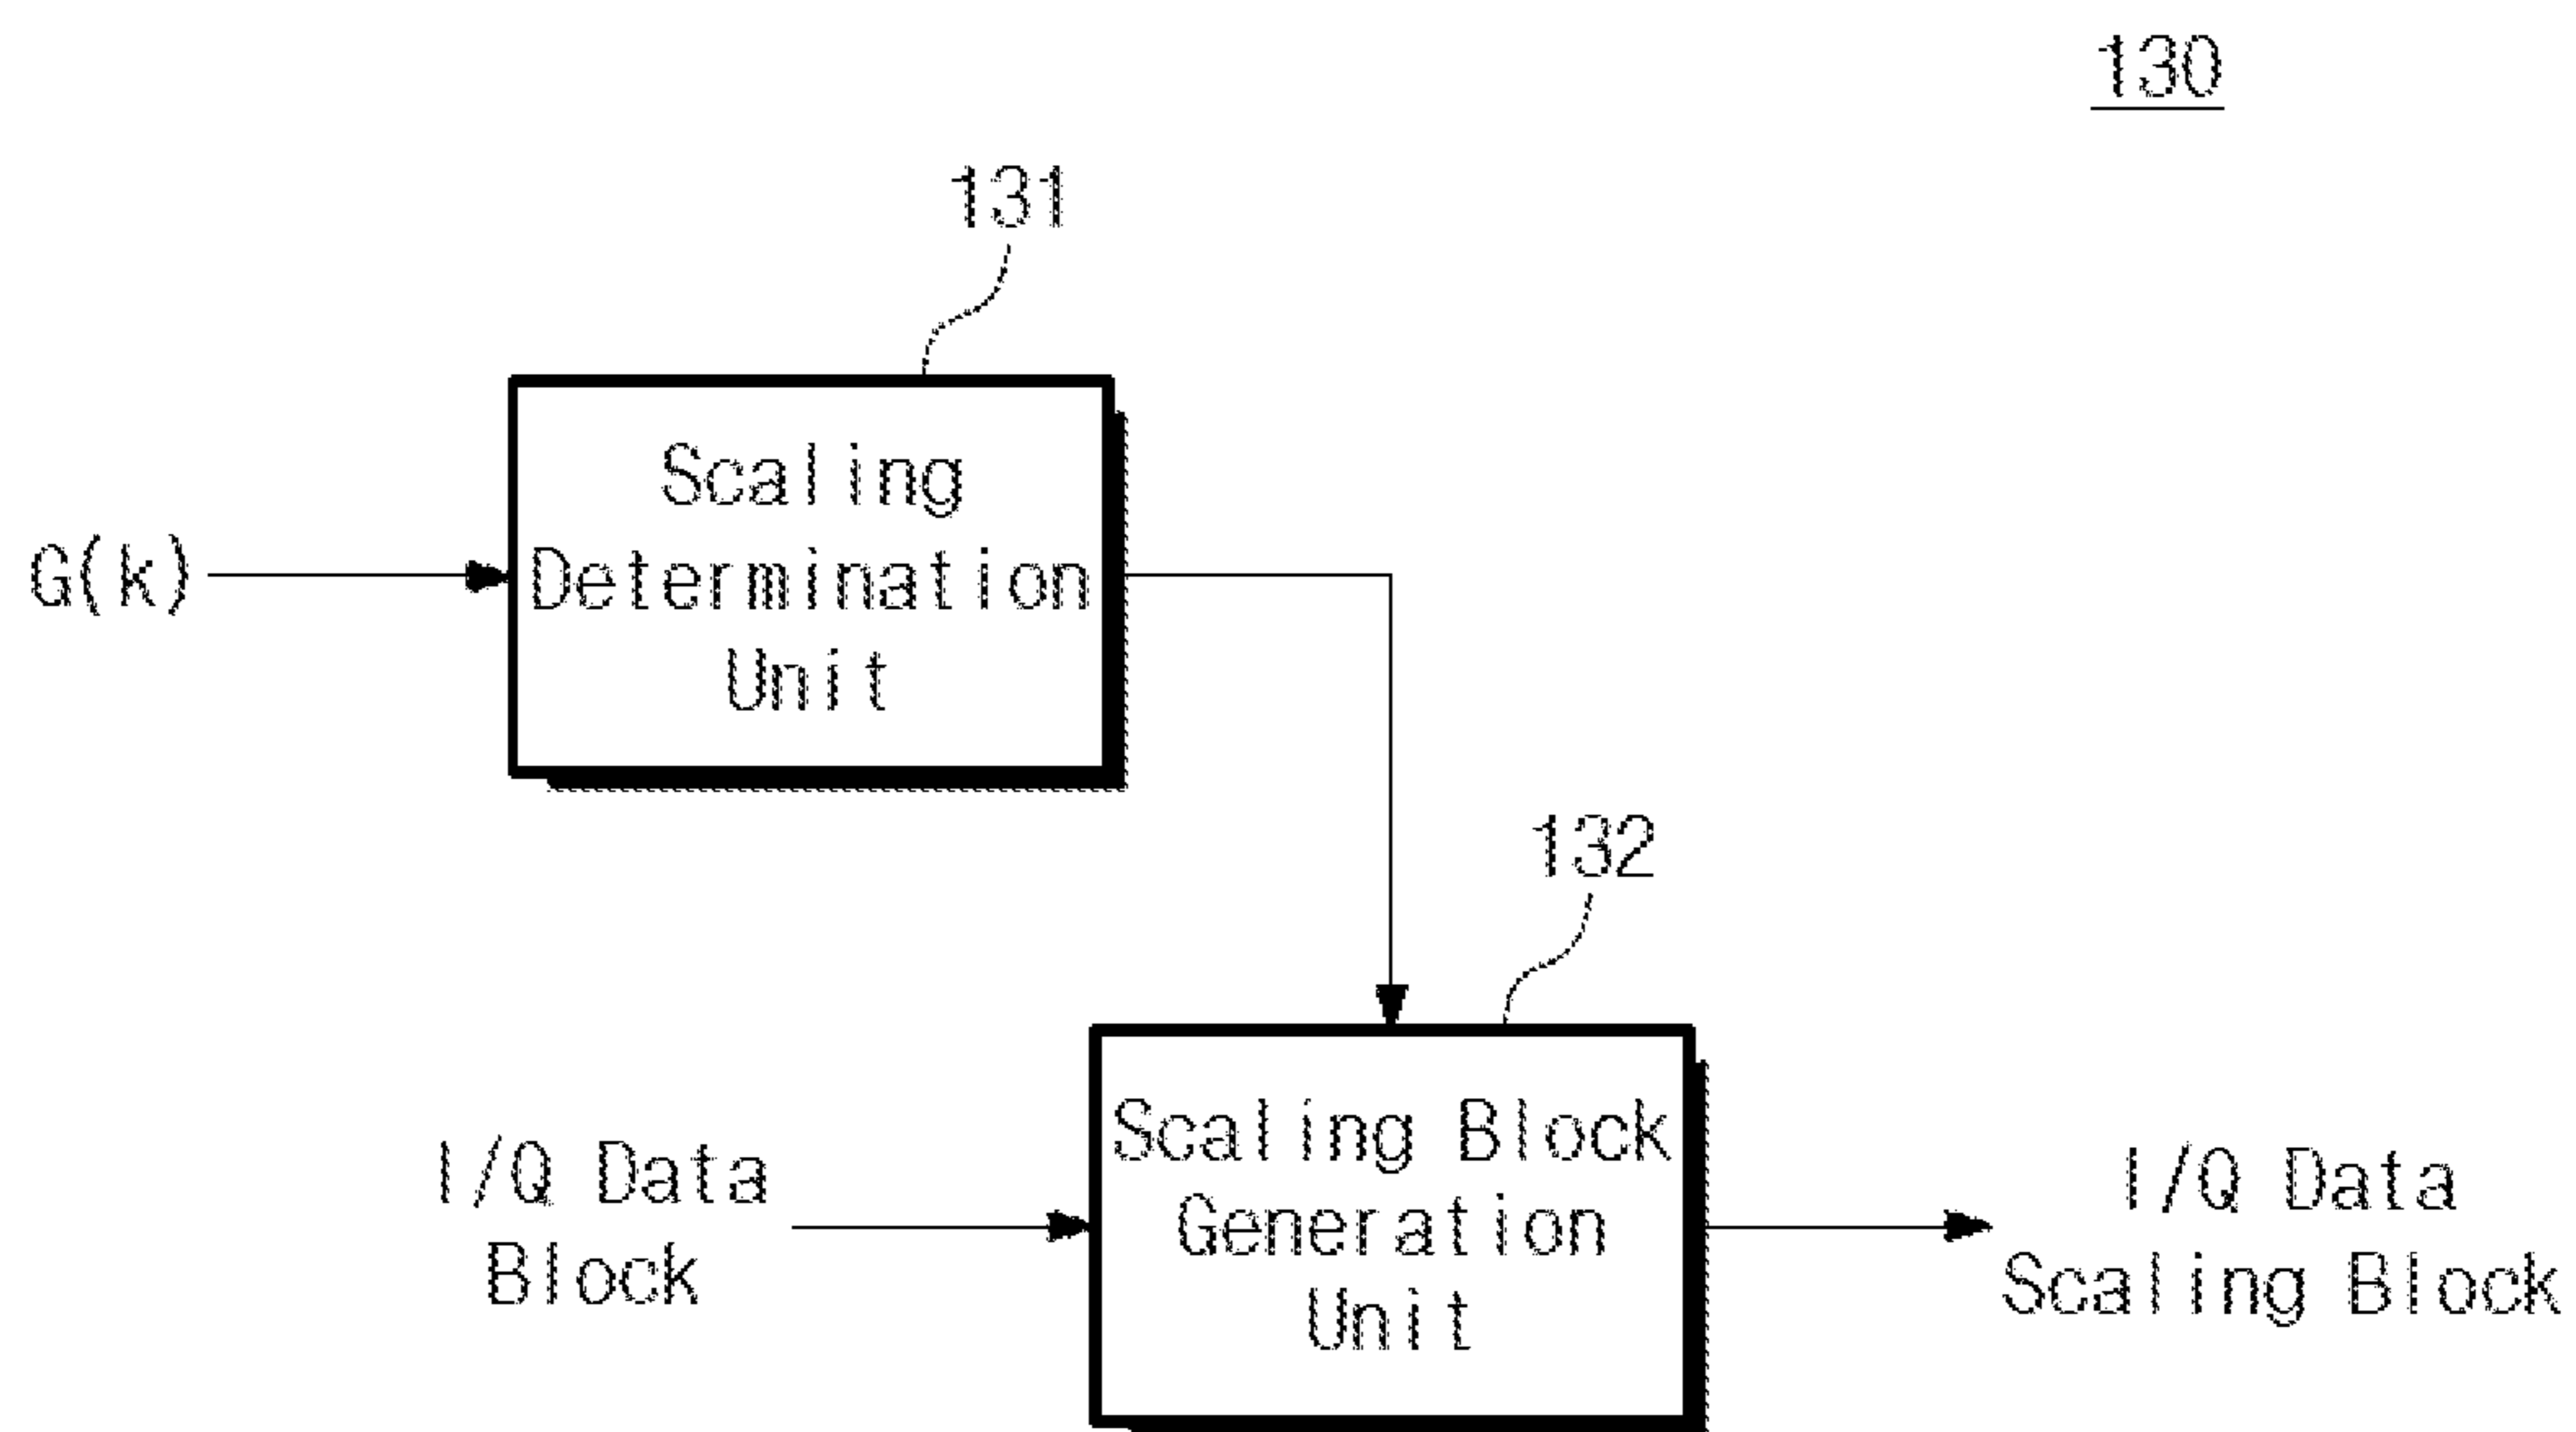 130
131
Scaling
Determination
Unit
G(k)
132
Scaling Block
Generation
Unit
I/Q Data
Block
I/Q Data
Scaling Block